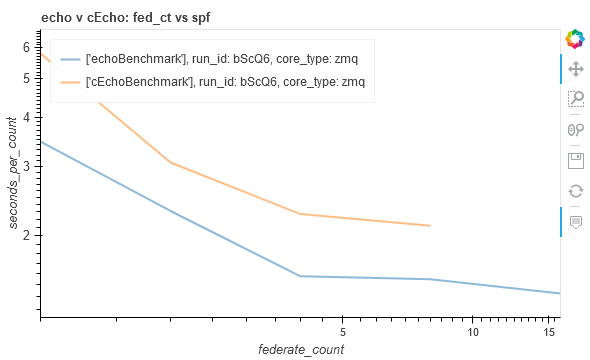 echo v cEcho: fed_ct vs spf
['echoBenchmark'], run_id: bScQ6, core_type: zmq
['cEchoBenchmark'], run_id: bScQ6, core_type: zmq
seconds_per_count
6
5
4
3
2
5
10
15
federate_count